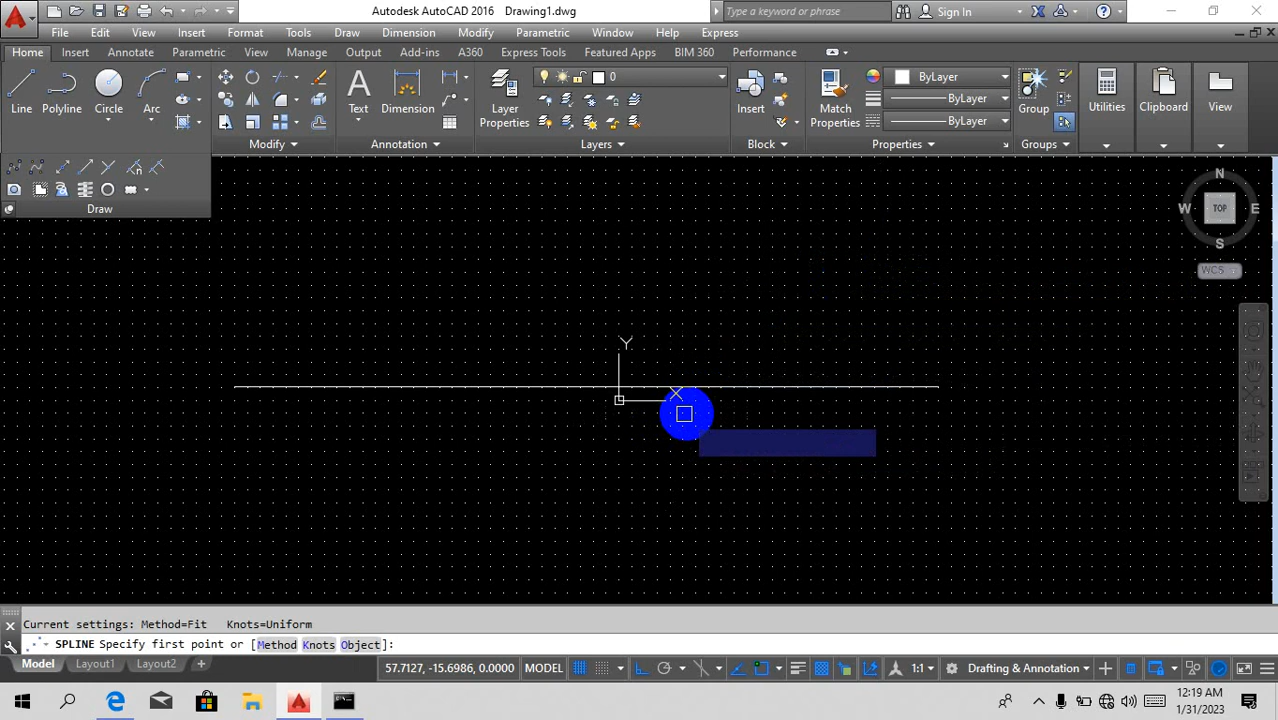 Autodesk AutoCAD 2016 Drawing1.dwg
Type a keyword or phrase
Sign In
File Edit View Insert Format Tools Draw Dimension Modify Parametric Window Help Express
Home Insert Annotate Parametric View Manage Output Add-ins A360 Express Tools Featured Apps BIM 360 Performance
Line Polyline Circle Arc
Text Dimension
Layer Properties
0
Insert
Match Properties
ByLayer
ByLayer
ByLayer
Group
Utilities Clipboard View
Modify Annotation Layers Block Properties Groups
Draw
N
W TOP E
S
WCS
Y
X
Current settings: Method=Fit Knots=Uniform
SPLINE Specify first point or [Method Knots Object]:
Model Layout1 Layout2 +
57.7127, -15.6986, 0.0000 MODEL 1:1 Drafting & Annotation
12:19 AM
1/31/2023